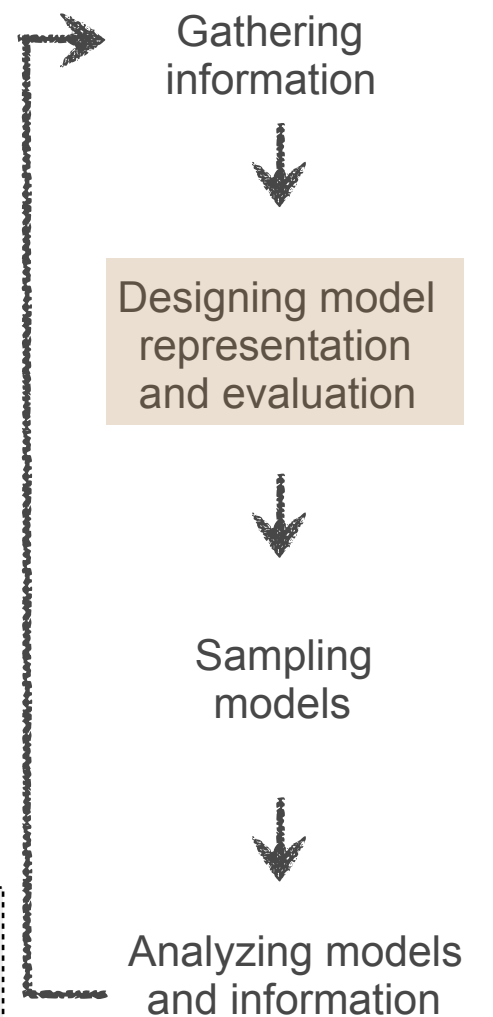 Gathering
information
Designing model
representation
and evaluation
Sampling
models
Analyzing models
and information